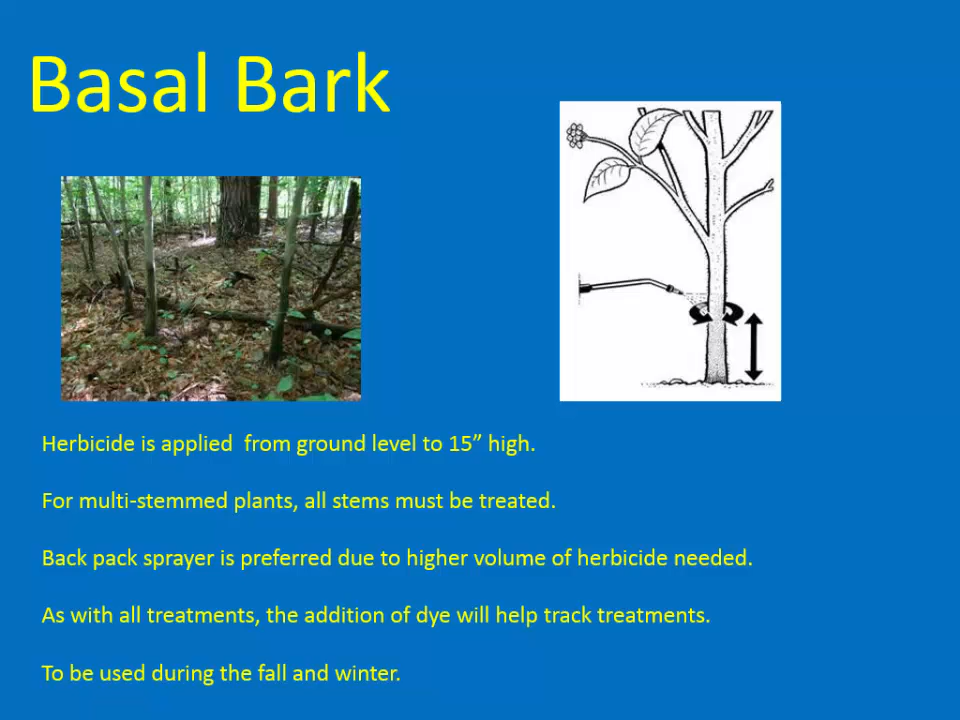 Basal Bark
Herbicide is applied  from ground level to 15” high.
For multi-stemmed plants, all stems must be treated.
Back pack sprayer is preferred due to higher volume of herbicide needed.
As with all treatments, the addition of dye will help track treatments.
To be used during the fall and winter.